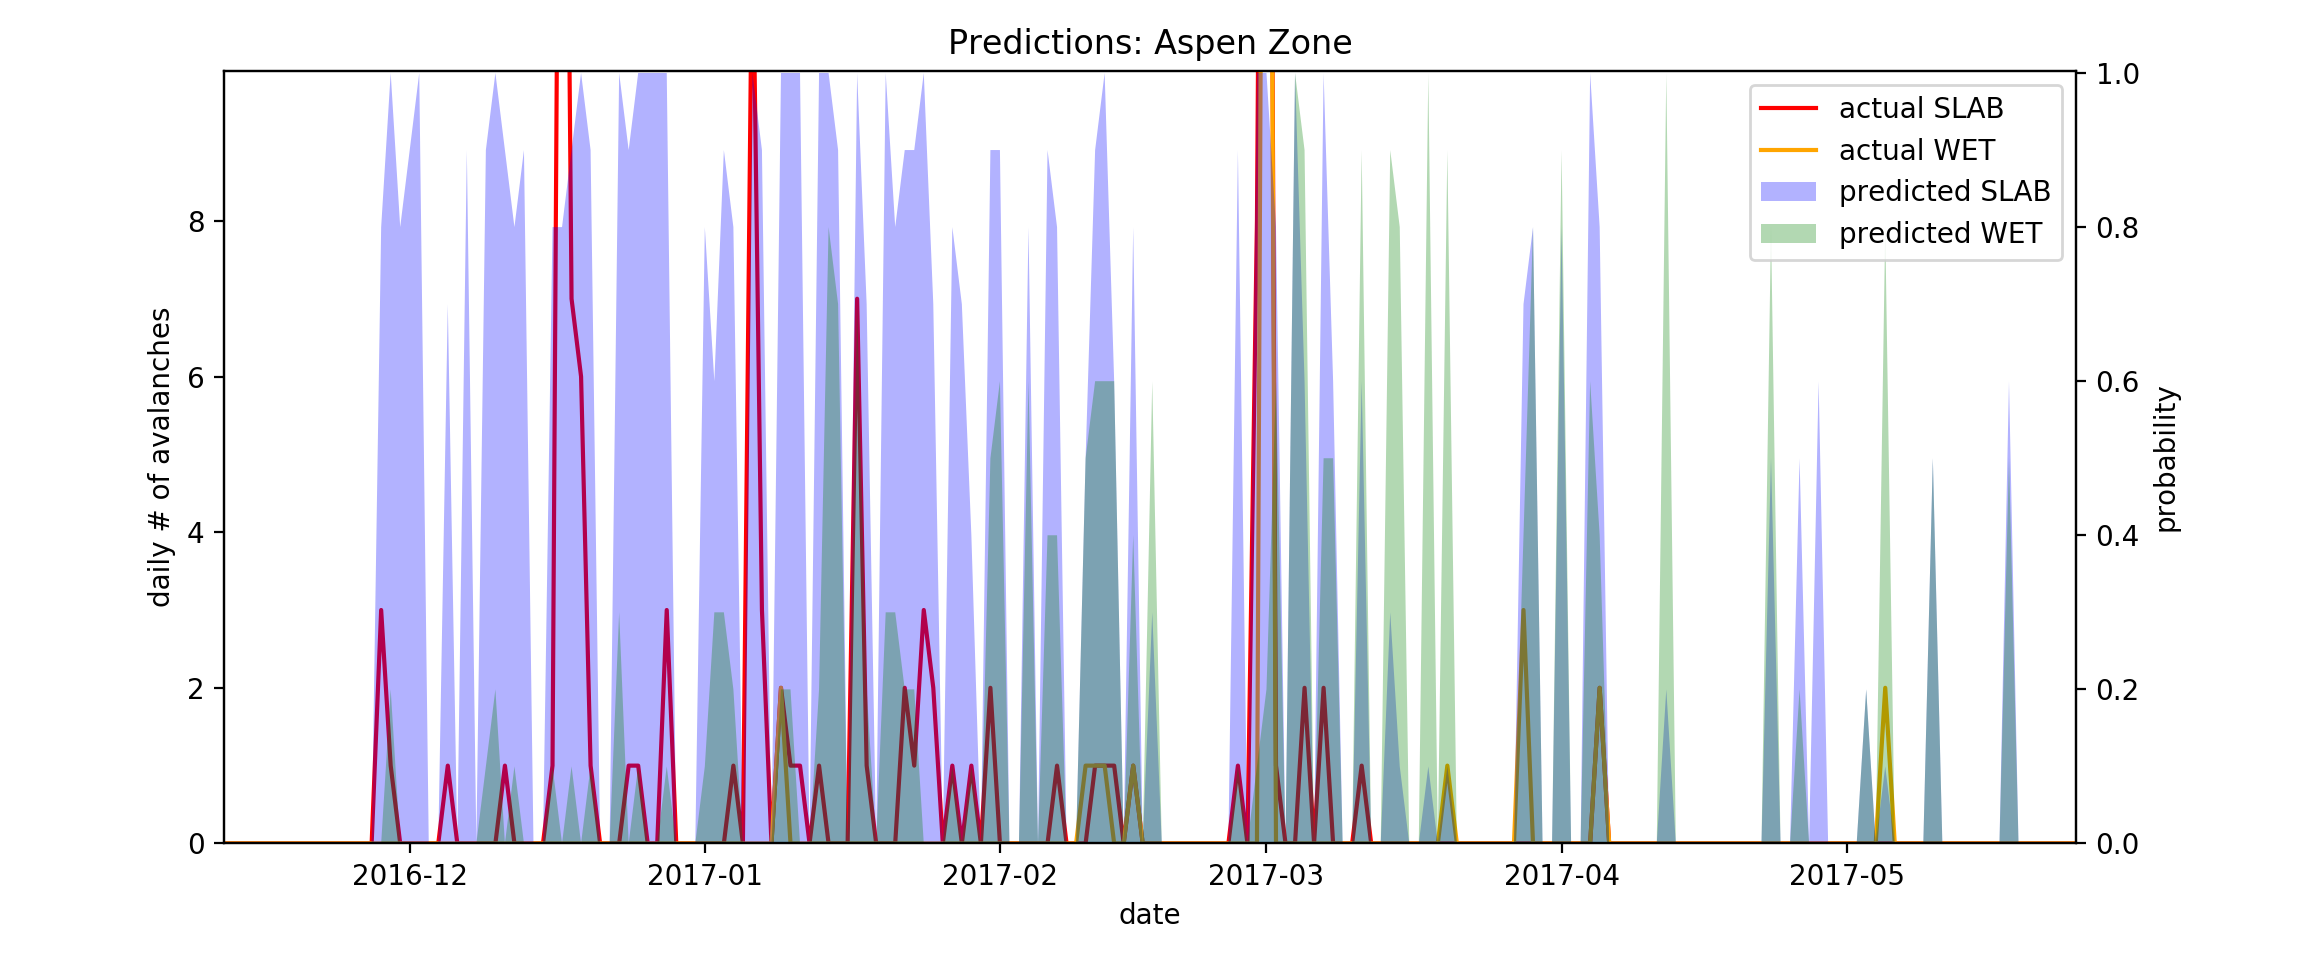 Predictions: Aspen Zone
actual SLAB
actual WET
predicted SLAB
predicted WET
daily # of avalanches
8
6
4
2
0
1.0
0.8
0.6
0.4
0.2
0.0
probability
2016-12 2017-01 2017-02 2017-03 2017-04 2017-05
date